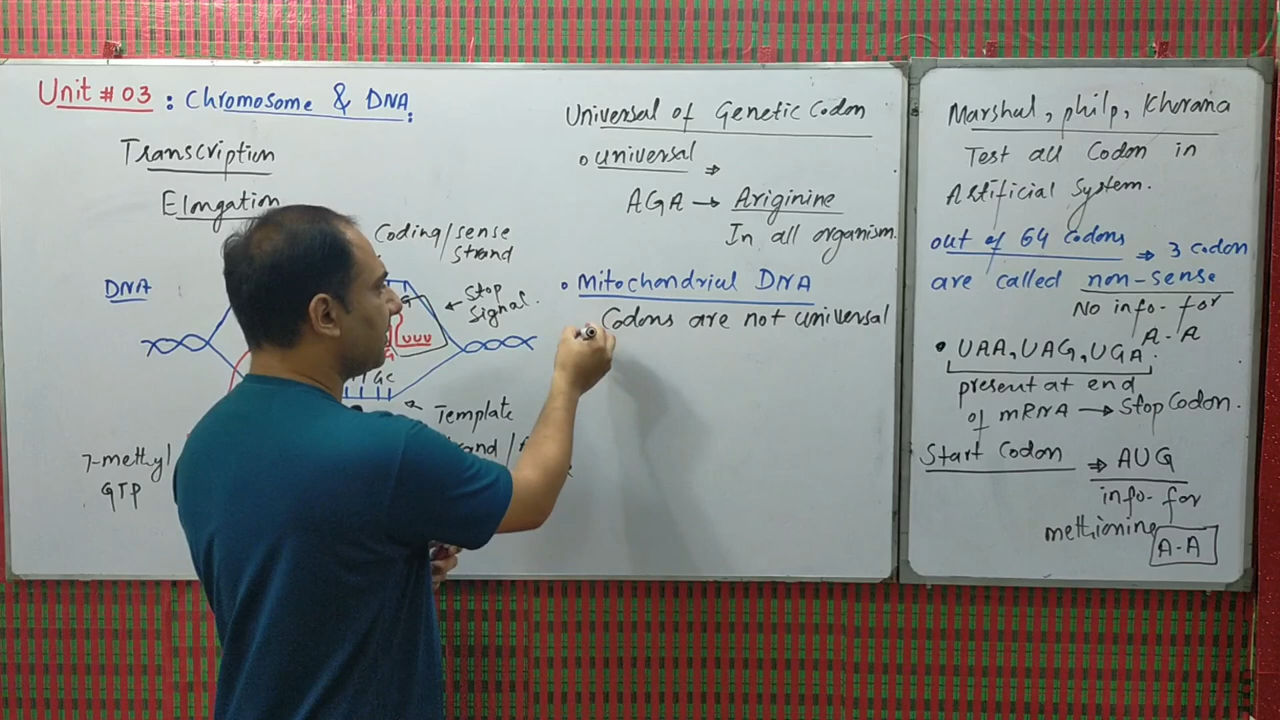 Unit # 03 : Chromosome & DNA.
Transcription
Elongation
Coding/sense
strand
DNA
Stop
Signal.
G
UUU
G
GC
Template
7-methyl
GTP
Universal of Genetic Codon
universal ⇒
AGA → Ariginine
In all organism.
• Mitochondrial DNA
Codons are not universal
Marshal, philp, Khorana
Test all Codon in
Artificial System.
out of 64 codons ⇒ 3 codon
are called non-sense
No info. for
A-A
• UAA, UAG, UGA.
present at end
of mRNA → Stop Codon.
Start Codon ⇒ AUG
info. for
methionine
A-A